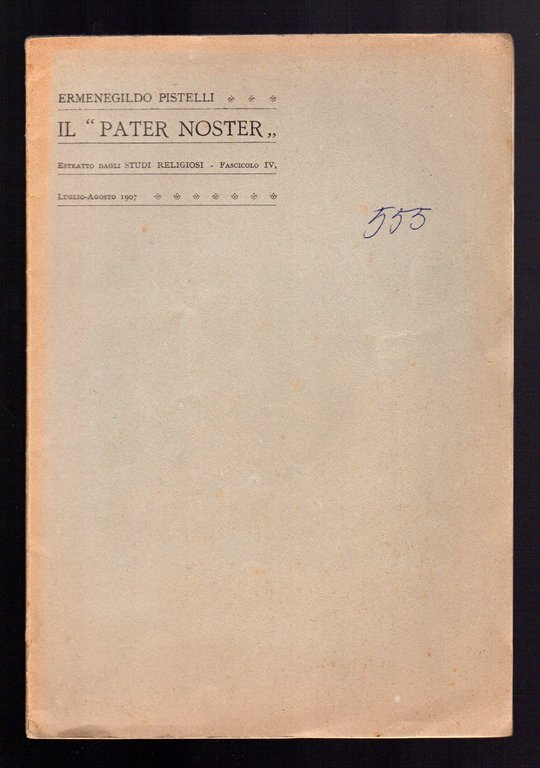 ERMENEGILDO PISTELLI
IL “ PATER NOSTER „
ESTRATTO DAGLI STUDI RELIGIOSI - FASCICOLO IV,
LUGLIO-AGOSTO 1907
555